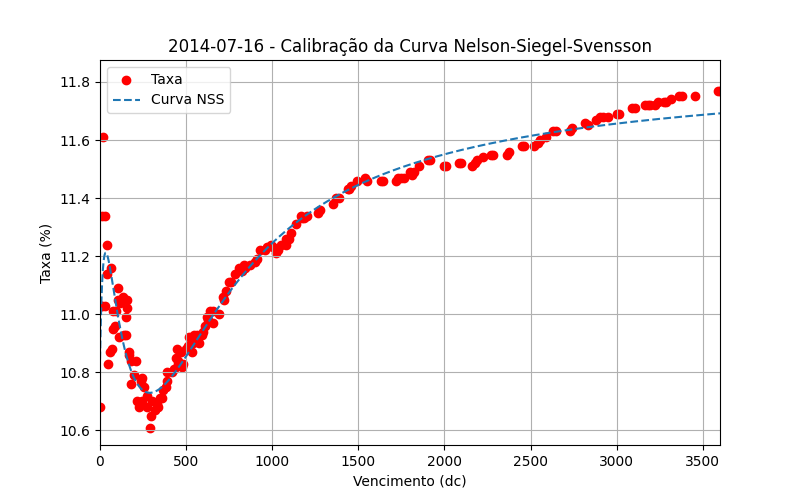 2014-07-16 - Calibração da Curva Nelson-Siegel-Svensson
Taxa
Curva NSS
11.8
11.6
11.4
11.2
11.0
10.8
10.6
Taxa (%)
0 500 1000 1500 2000 2500 3000 3500
Vencimento (dc)